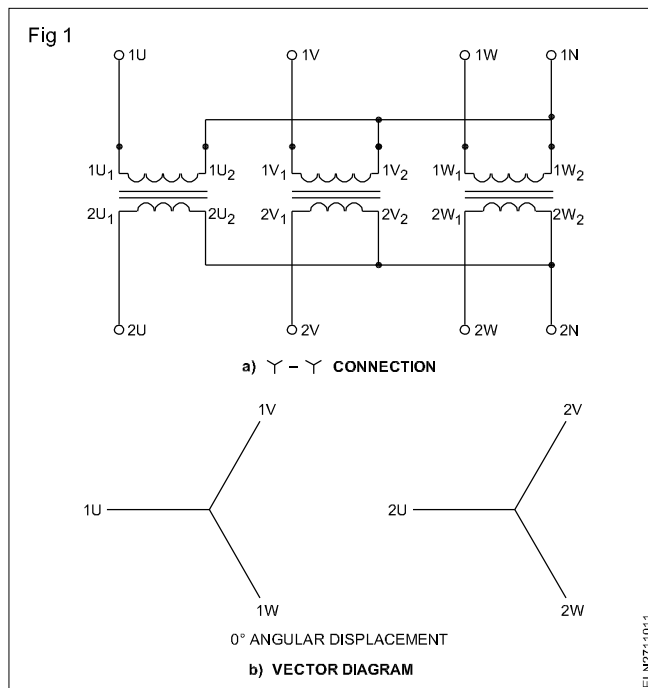 Fig 1
1U 1V 1W 1N
1U1 1U2 1V1 1V2 1W1 1W2
2U1 2U2 2V1 2V2 2W1 2W2
2U 2V 2W 2N
a) Y – Y CONNECTION
1V 2V
1U 2U
1W 2W
0° ANGULAR DISPLACEMENT
b) VECTOR DIAGRAM
ELN2711011